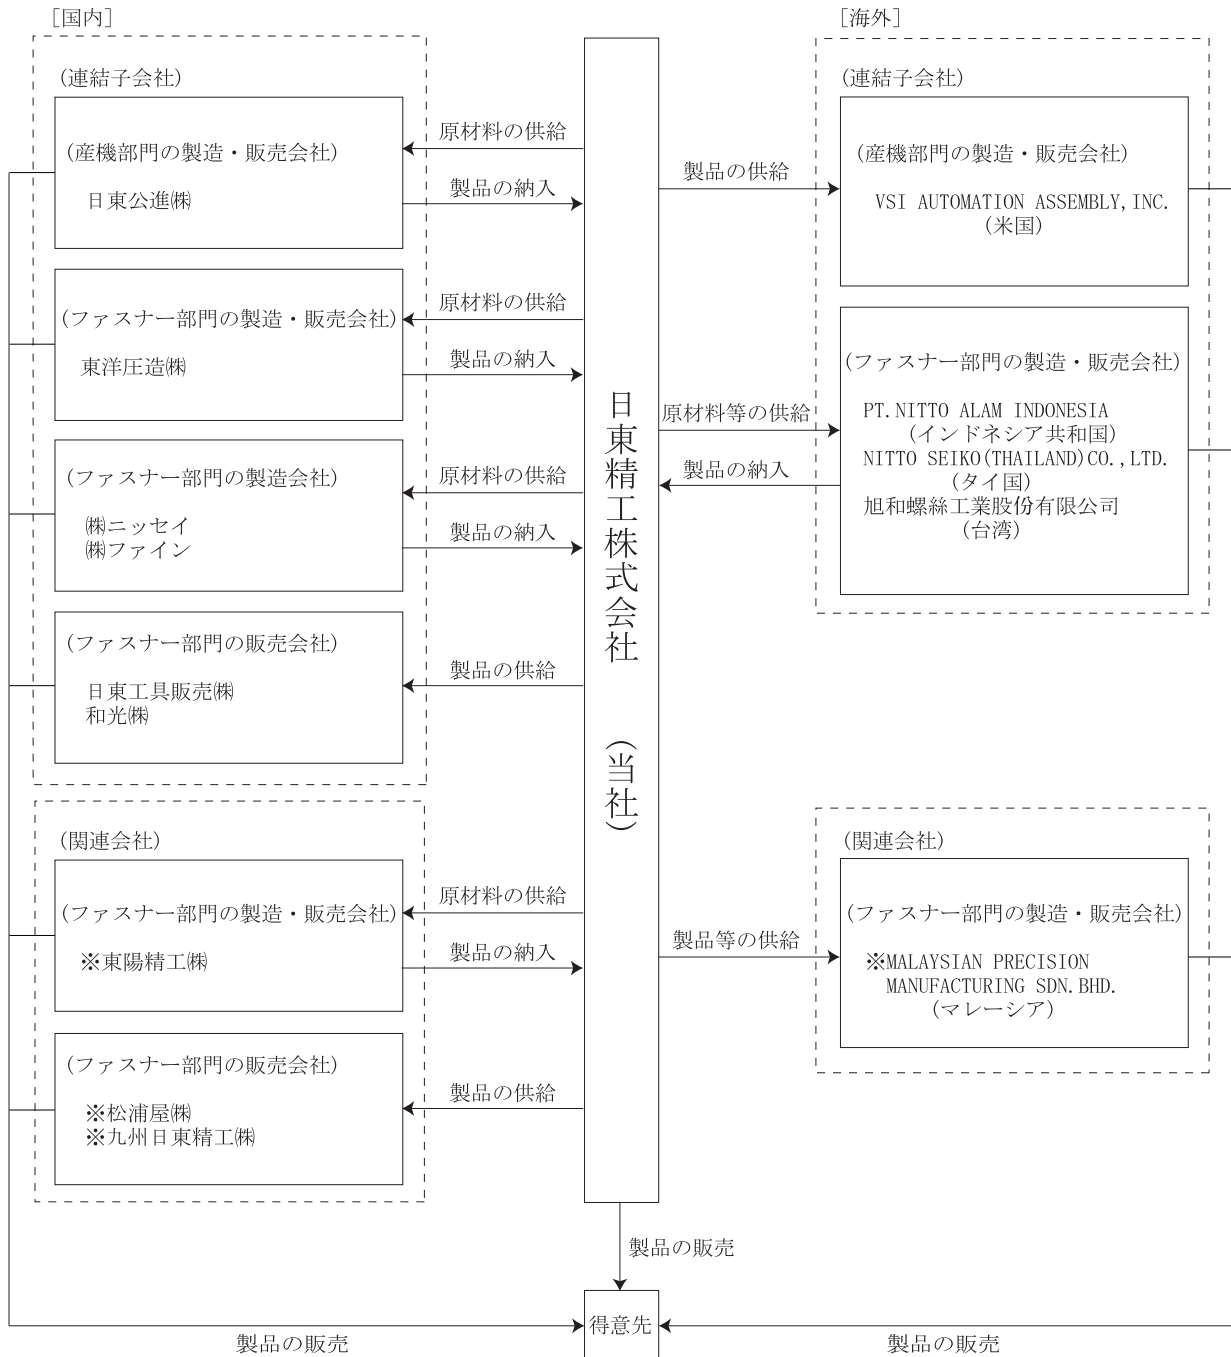 [国内]
(連結子会社)
(産機部門の製造・販売会社)
日東公進㈱
原材料の供給
製品の納入
(ファスナー部門の製造・販売会社)
東洋圧造㈱
原材料の供給
製品の納入
(ファスナー部門の製造会社)
㈱ニッセイ
㈱ファイン
原材料の供給
製品の納入
(ファスナー部門の販売会社)
日東工具販売㈱
和光㈱
製品の供給
(関連会社)
(ファスナー部門の製造・販売会社)
※東陽精工㈱
原材料の供給
製品の納入
(ファスナー部門の販売会社)
※松浦屋㈱
※九州日東精工㈱
製品の供給
日東精工株式会社 (当社)
[海外]
(連結子会社)
製品の供給
(産機部門の製造・販売会社)
VSI AUTOMATION ASSEMBLY,INC.
(米国)
原材料等の供給
製品の納入
(ファスナー部門の製造・販売会社)
PT.NITTO ALAM INDONESIA
(インドネシア共和国)
NITTO SEIKO(THAILAND)CO.,LTD.
(タイ国)
旭和螺絲工業股份有限公司
(台湾)
(関連会社)
製品等の供給
(ファスナー部門の製造・販売会社)
※MALAYSIAN PRECISION
MANUFACTURING SDN.BHD.
(マレーシア)
製品の販売
得意先
製品の販売
製品の販売